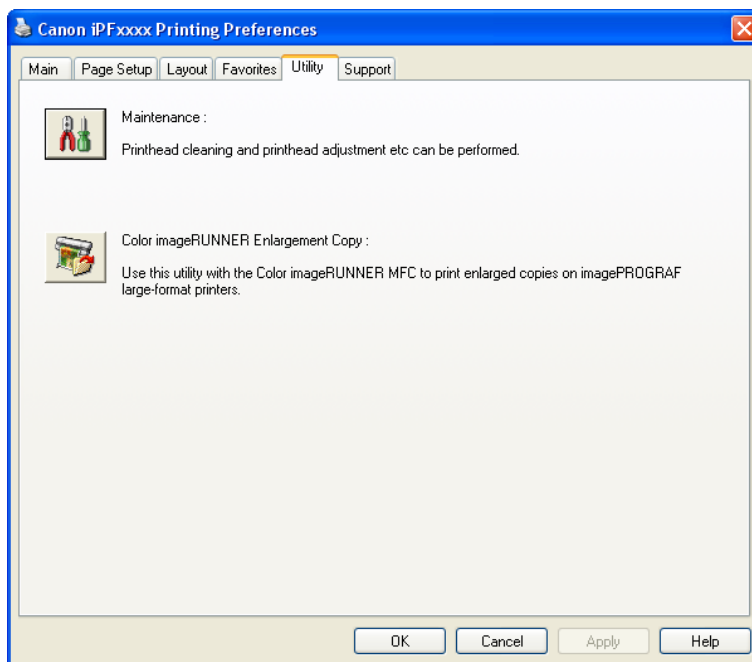 Canon iPFxxxx Printing Preferences
Main Page Setup Layout Favorites Utility Support
Maintenance :
Printhead cleaning and printhead adjustment etc can be performed.
Color imageRUNNER Enlargement Copy :
Use this utility with the Color imageRUNNER MFC to print enlarged copies on imagePROGRAF
large-format printers.
OK Cancel Apply Help